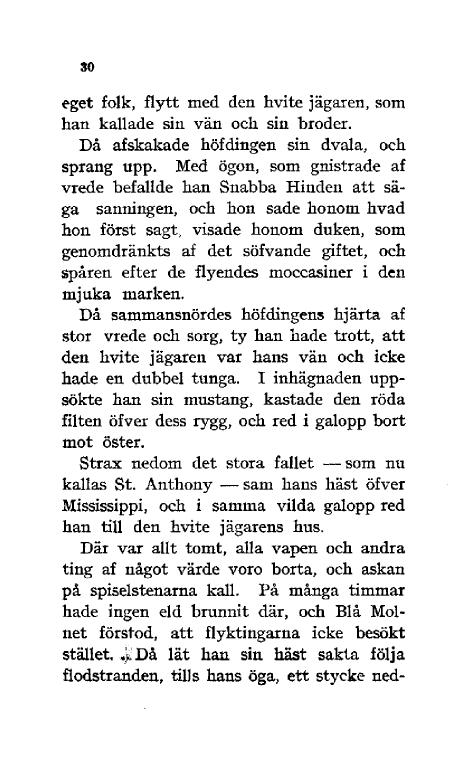 30
eget folk, flytt med den hvite jägaren, som
han kallade sin vän och sin broder.
Då afskakade höfdingen sin dvala, och
sprang upp. Med ögon, som gnistrade af
vrede befallde han Snabba Hinden att sä-
ga sanningen, och hon sade honom hvad
hon först sagt, visade honom duken, som
genomdränkts af det söfvande giftet, och
spåren efter de flyendes moccasiner i den
mjuka marken.
Då sammansnördes höfdingens hjärta af
stor vrede och sorg, ty han hade trott, att
den hvite jägaren var hans vän och icke
hade en dubbel tunga. I inhägnaden upp-
sökte han sin mustang, kastade den röda
filten öfver dess rygg, och red i galopp bort
mot öster.
Strax nedom det stora fallet — som nu
kallas St. Anthony — sam hans häst öfver
Mississippi, och i samma vilda galopp red
han till den hvite jägarens hus.
Där var allt tomt, alla vapen och andra
ting af något värde voro borta, och askan
på spiselstenarna kall. På många timmar
hade ingen eld brunnit där, och Blå Mol-
net förstod, att flyktingarna icke besökt
stället. Då lät han sin häst sakta följa
flodstranden, tills hans öga, ett stycke ned-